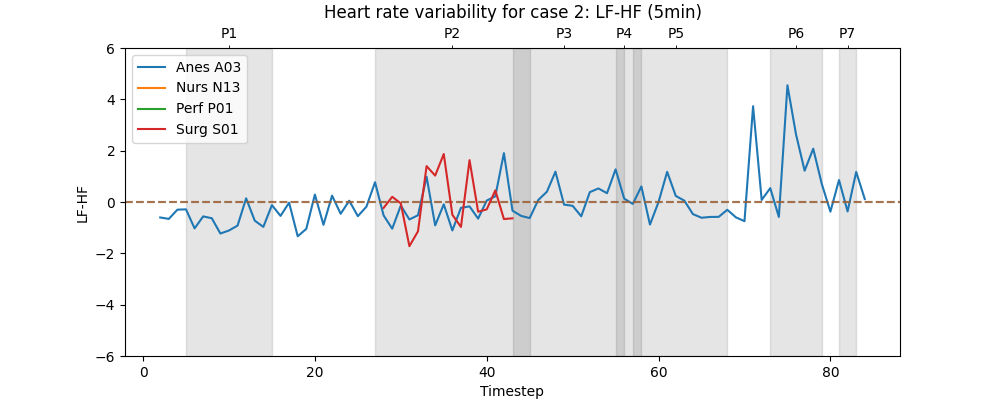 Heart rate variability for case 2: LF-HF (5min)
P1 P2 P3 P4 P5 P6 P7
Anes A03
Nurs N13
Perf P01
Surg S01
6
4
2
0
−2
−4
−6
LF-HF
0 20 40 60 80
Timestep